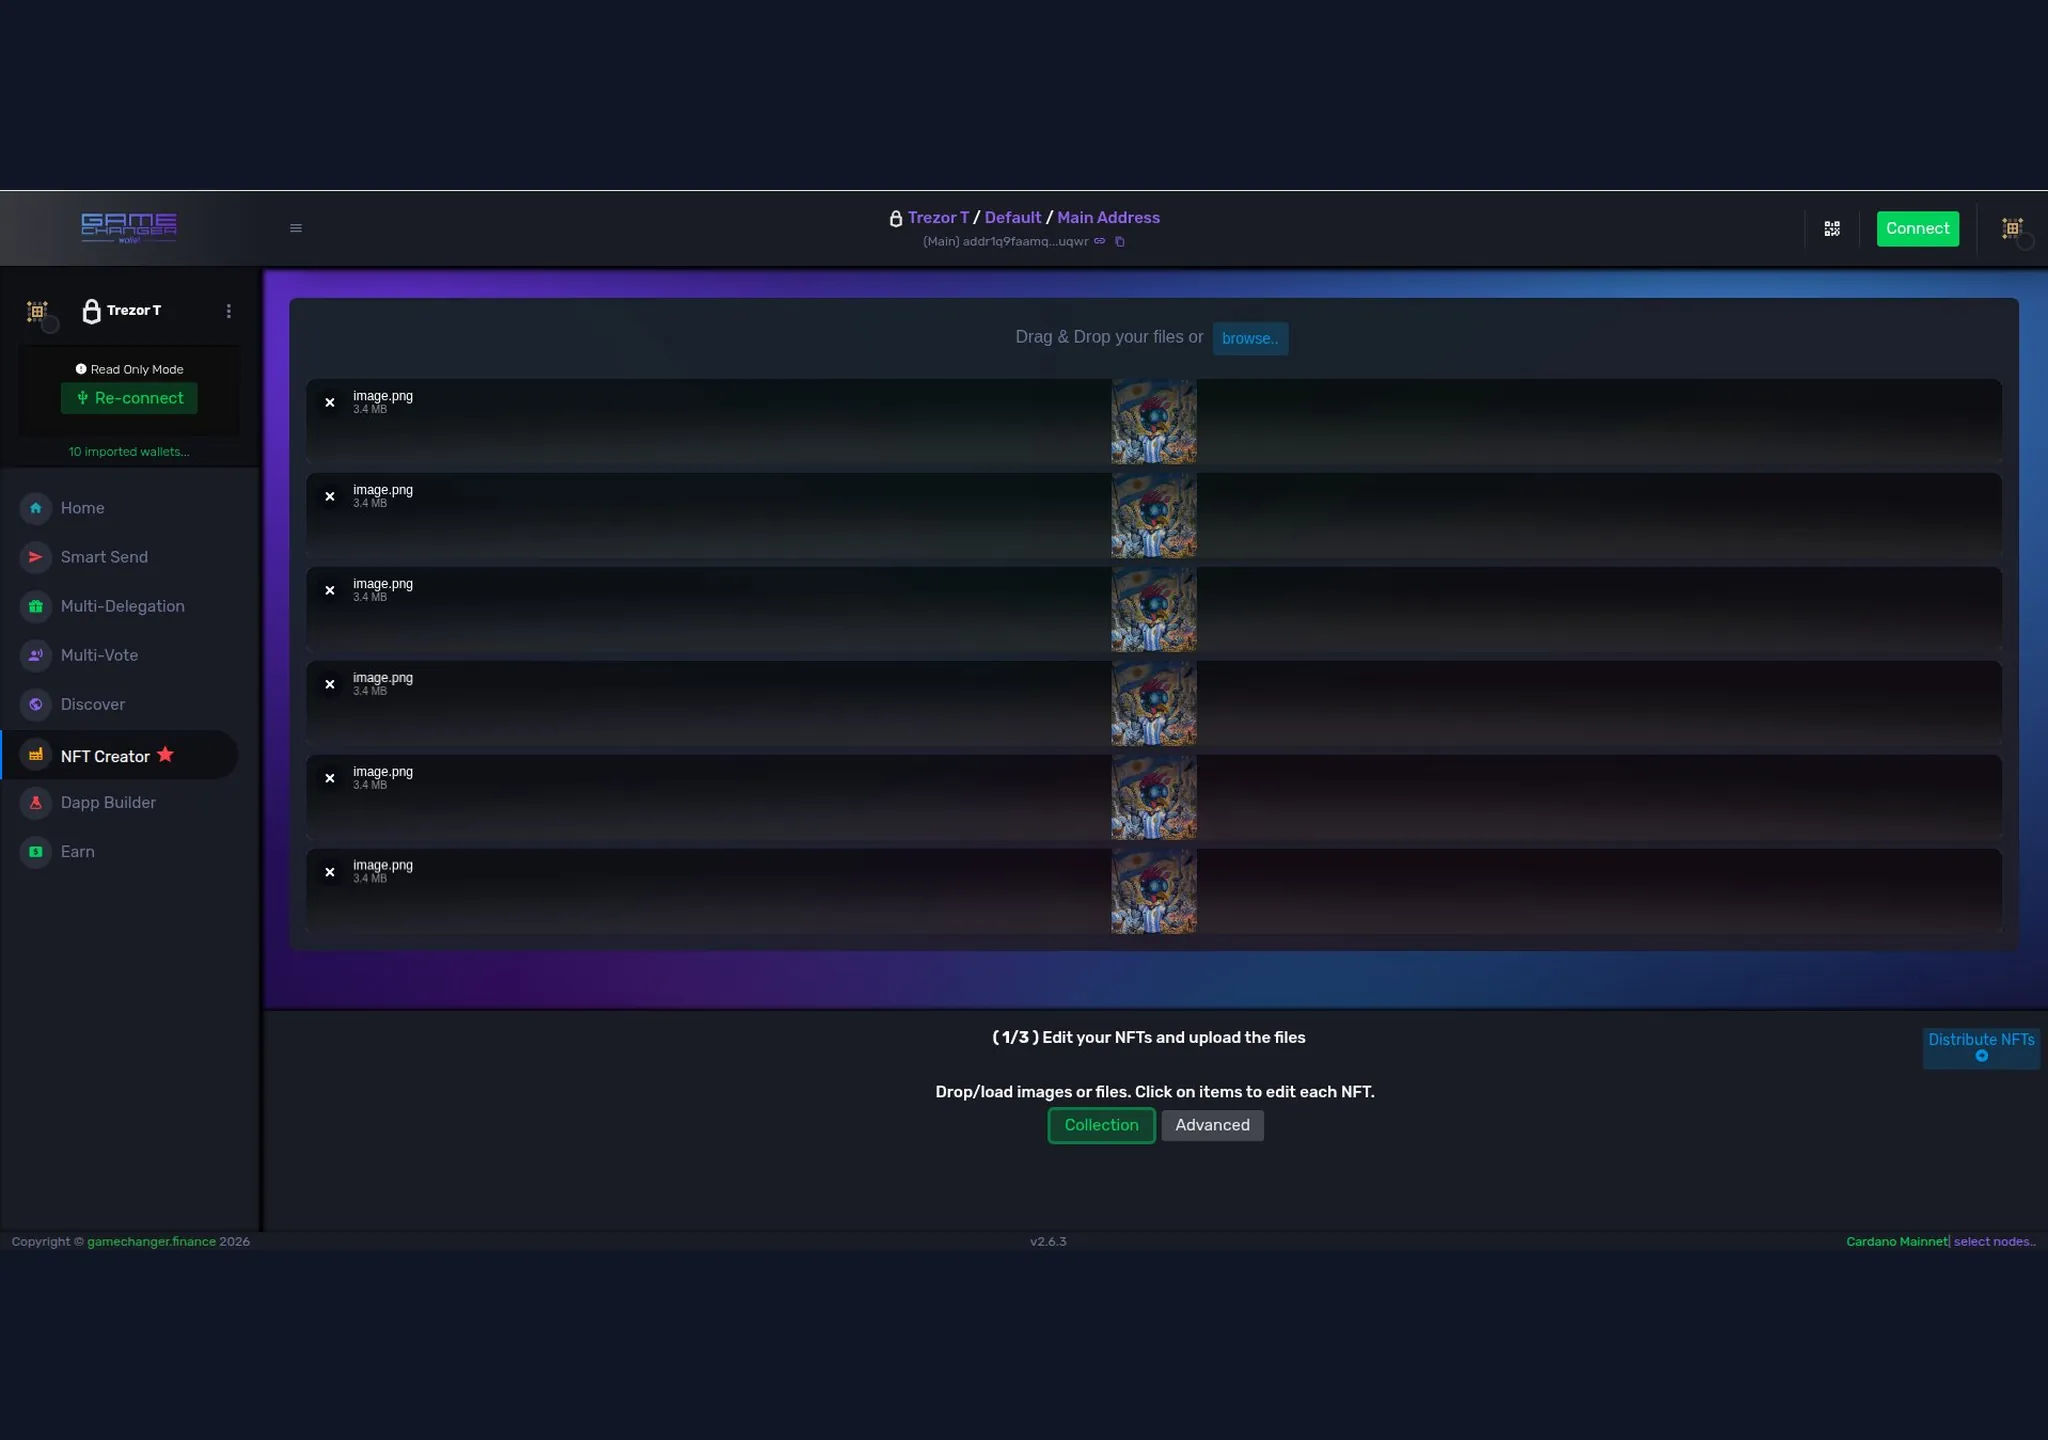 GAME
CHANGER
wallet
Trezor T / Default / Main Address
(Main) addr1q9faamq...uqwr
Connect
Trezor T
Read Only Mode
Re-connect
10 imported wallets...
Home
Smart Send
Multi-Delegation
Multi-Vote
Discover
NFT Creator
Dapp Builder
Earn
Drag & Drop your files or browse..
image.png
3.4 MB
image.png
3.4 MB
image.png
3.4 MB
image.png
3.4 MB
image.png
3.4 MB
image.png
3.4 MB
( 1/3 ) Edit your NFTs and upload the files
Distribute NFTs
Drop/load images or files. Click on items to edit each NFT.
Collection
Advanced
Copyright © gamechanger.finance 2026
v2.6.3
Cardano Mainnet| select nodes..